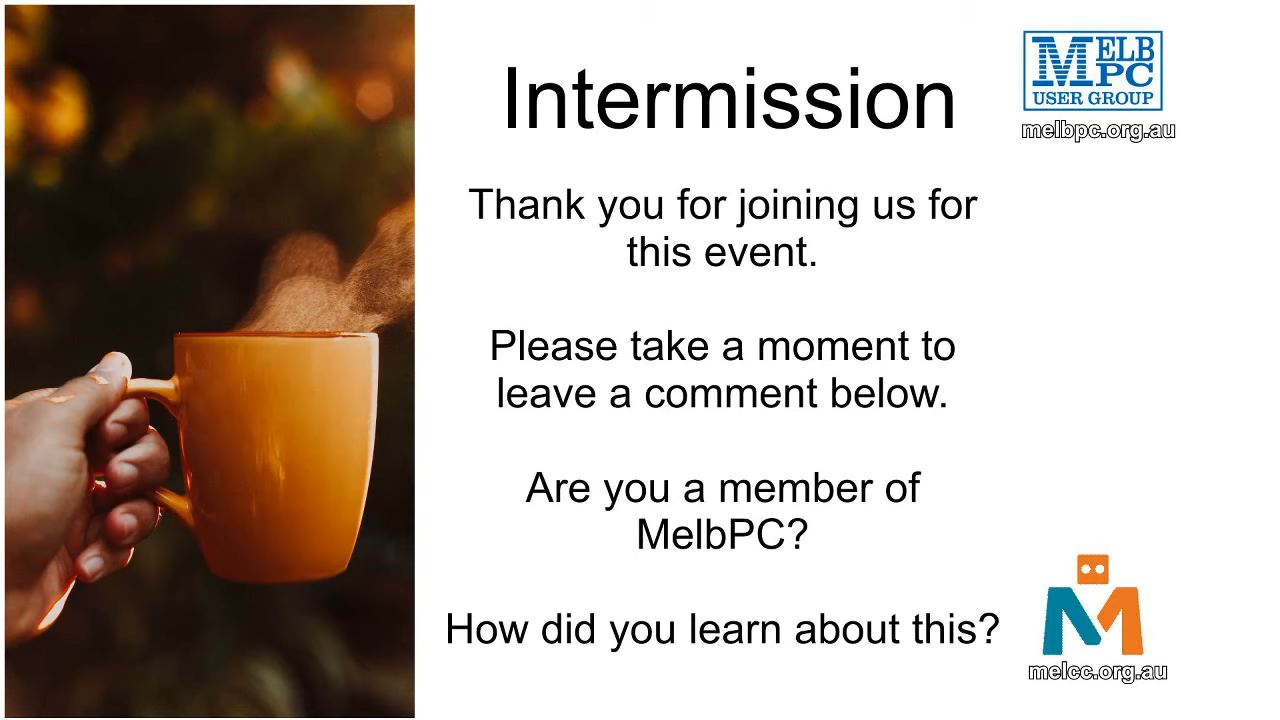 Intermission
Thank you for joining us for
this event.
Please take a moment to
leave a comment below.
Are you a member of
MelbPC?
How did you learn about this?
MELB
PC
USER GROUP
melbpc.org.au
melcc.org.au